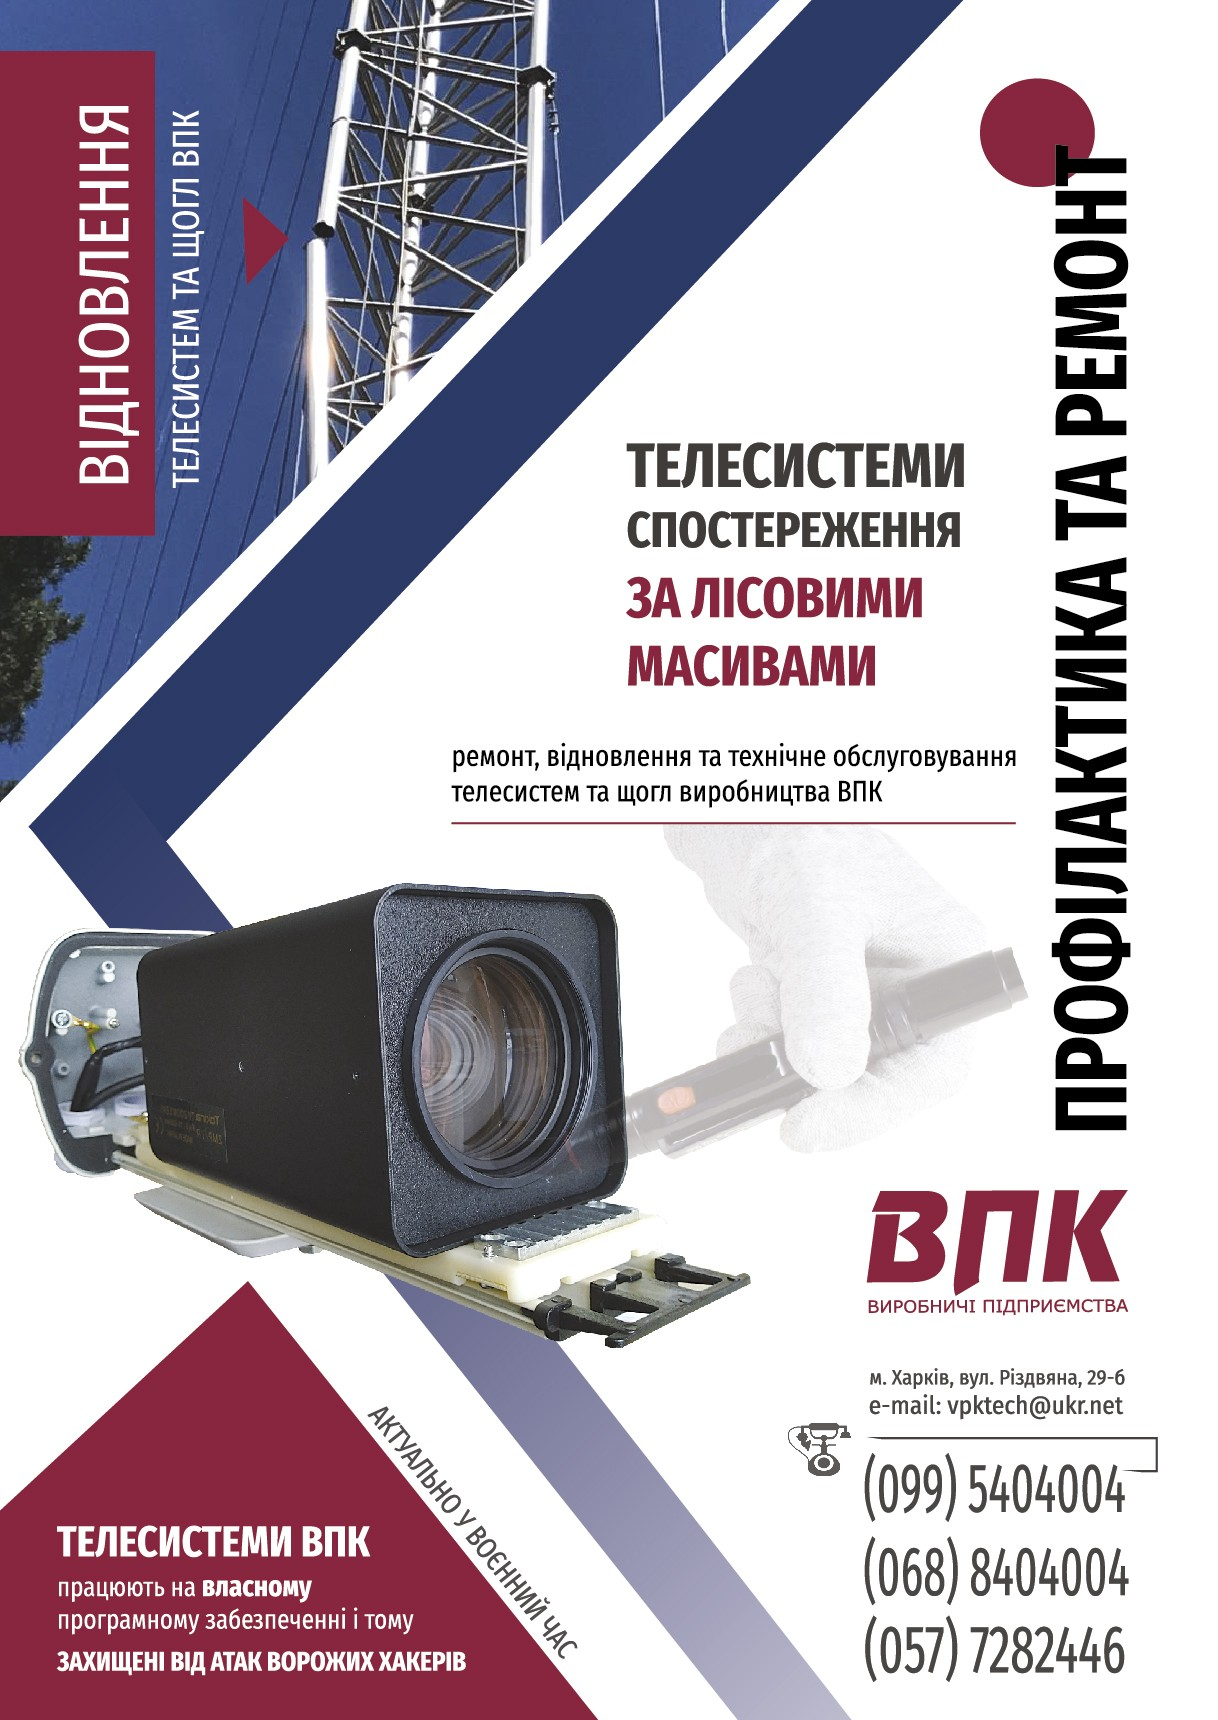 ВІДНОВЛЕННЯ
ТЕЛЕСИСТЕМ ТА ЩОГЛ ВПК
ПРОФІЛАКТИКА ТА РЕМОНТ
ТЕЛЕСИСТЕМИ
СПОСТЕРЕЖЕННЯ
ЗА ЛІСОВИМИ
МАСИВАМИ
ремонт, відновлення та технічне обслуговування
телесистем та щогл виробництва ВПК
ВПК
ВИРОБНИЧІ ПІДПРИЄМСТВА
м. Харків, вул. Різдвяна, 29-б
e-mail: vpktech@ukr.net
(099) 5404004
(068) 8404004
(057) 7282446
АКТУАЛЬНО У ВОЄННИЙ ЧАС
ТЕЛЕСИСТЕМИ ВПК
працюють на власному
програмному забезпеченні і тому
ЗАХИЩЕНІ ВІД АТАК ВОРОЖИХ ХАКЕРІВ